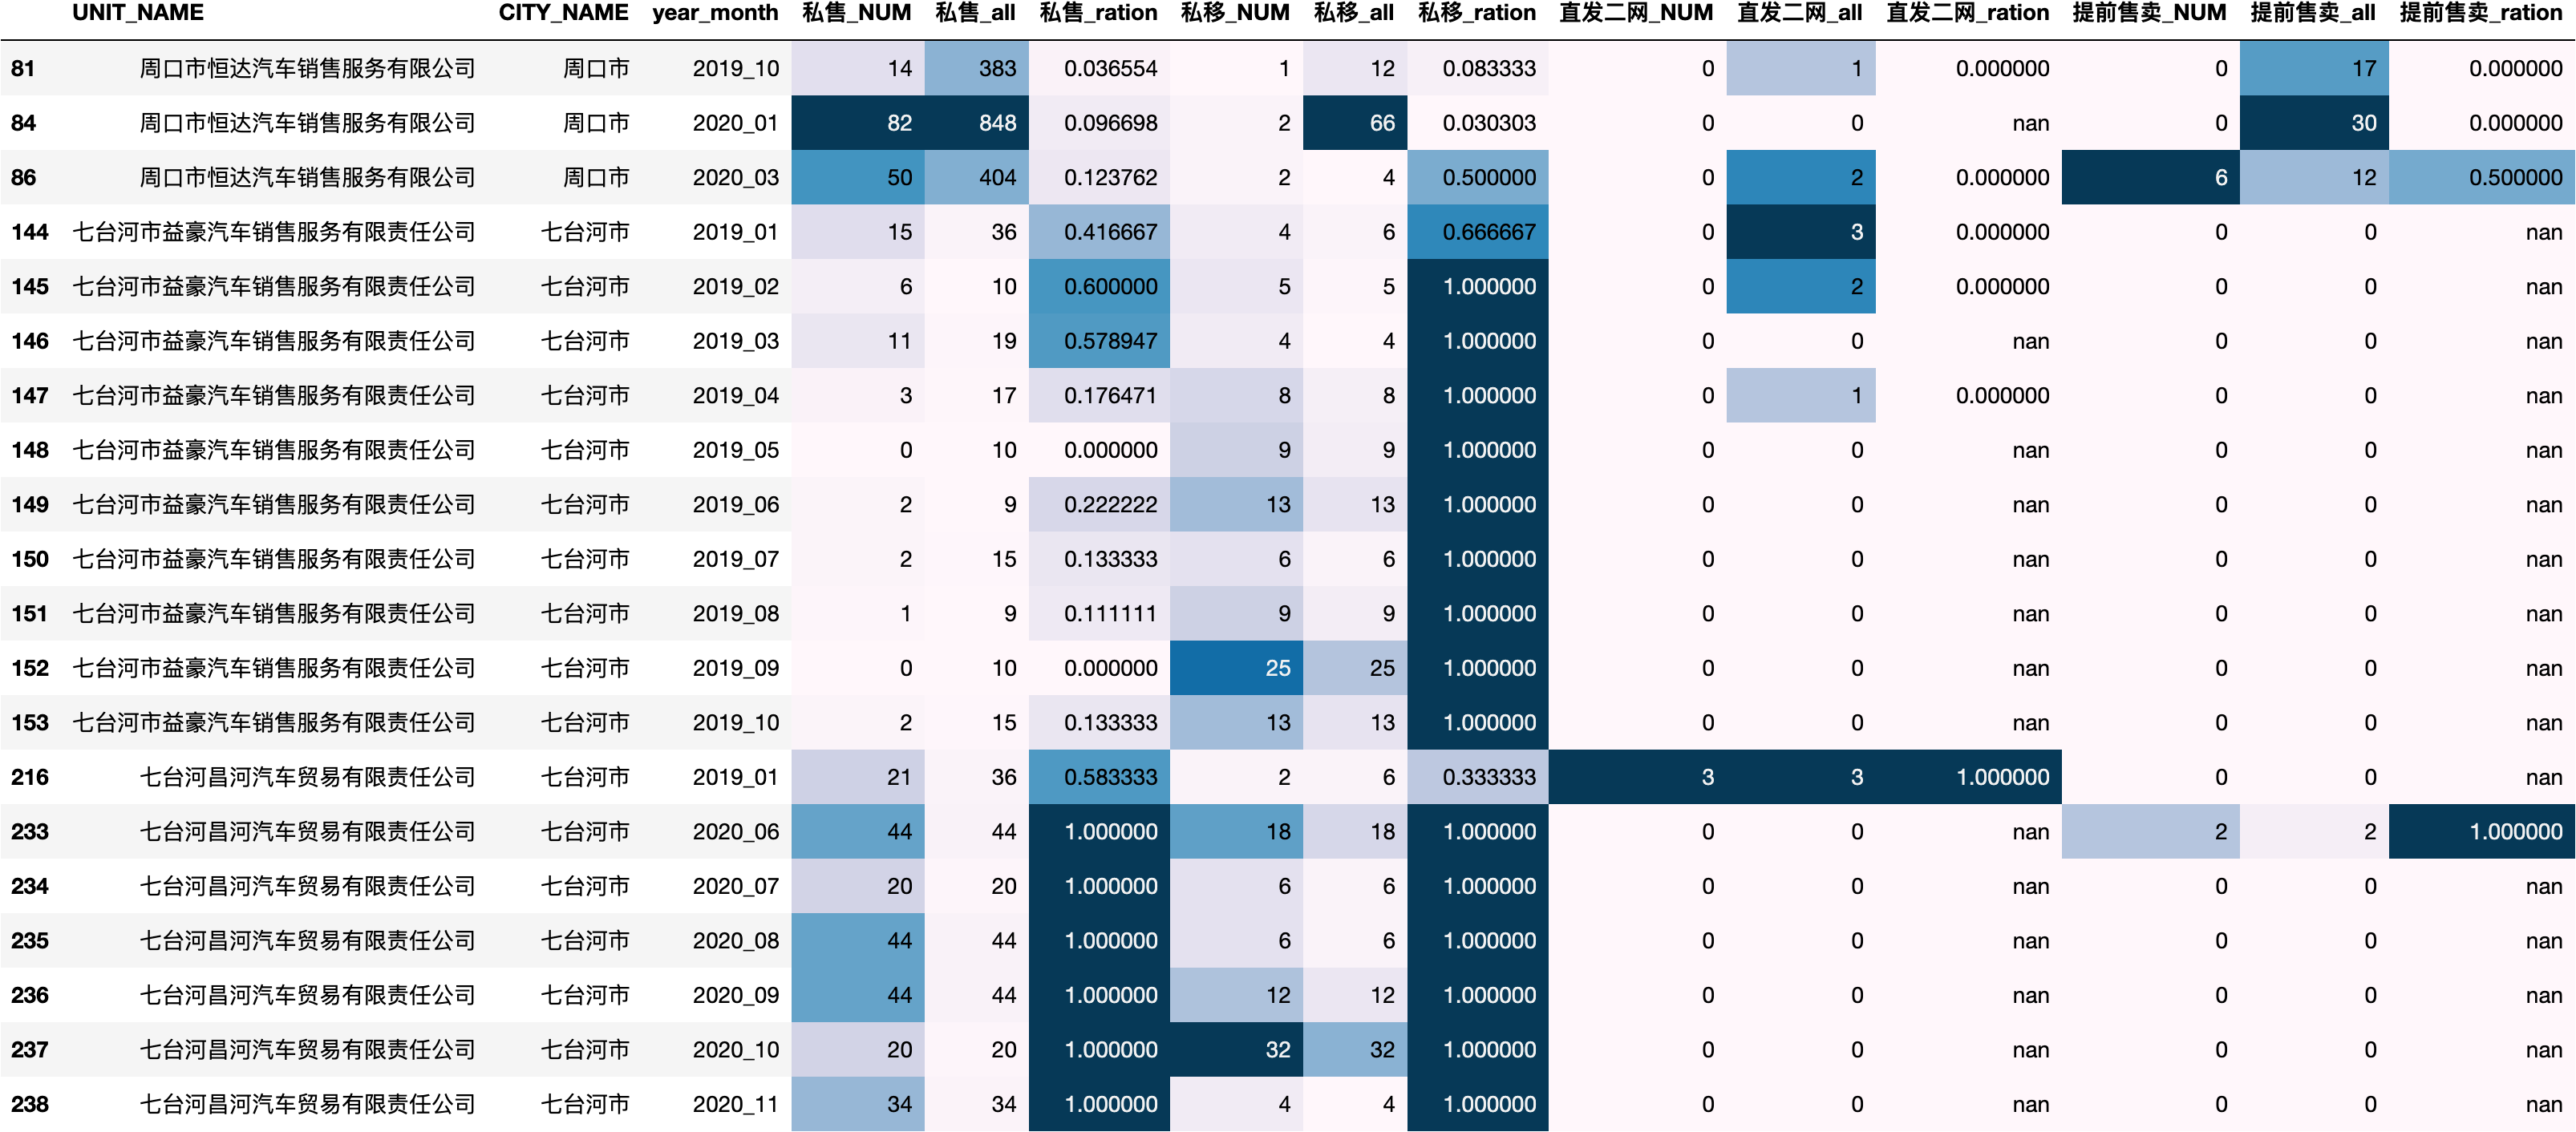 UNIT_NAME CITY_NAME year_month 私售_NUM 私售_all 私售_ration 私移_NUM 私移_all 私移_ration 直发二网_NUM 直发二网_all 直发二网_ration 提前售卖_NUM 提前售卖_all 提前售卖_ration
81 周口市恒达汽车销售服务有限公司 周口市 2019_10 14 383 0.036554 1 12 0.083333 0 1 0.000000 0 17 0.000000
84 周口市恒达汽车销售服务有限公司 周口市 2020_01 82 848 0.096698 2 66 0.030303 0 0 nan 0 30 0.000000
86 周口市恒达汽车销售服务有限公司 周口市 2020_03 50 404 0.123762 2 4 0.500000 0 2 0.000000 6 12 0.500000
144 七台河市益豪汽车销售服务有限责任公司 七台河市 2019_01 15 36 0.416667 4 6 0.666667 0 3 0.000000 0 0 nan
145 七台河市益豪汽车销售服务有限责任公司 七台河市 2019_02 6 10 0.600000 5 5 1.000000 0 2 0.000000 0 0 nan
146 七台河市益豪汽车销售服务有限责任公司 七台河市 2019_03 11 19 0.578947 4 4 1.000000 0 0 nan 0 0 nan
147 七台河市益豪汽车销售服务有限责任公司 七台河市 2019_04 3 17 0.176471 8 8 1.000000 0 1 0.000000 0 0 nan
148 七台河市益豪汽车销售服务有限责任公司 七台河市 2019_05 0 10 0.000000 9 9 1.000000 0 0 nan 0 0 nan
149 七台河市益豪汽车销售服务有限责任公司 七台河市 2019_06 2 9 0.222222 13 13 1.000000 0 0 nan 0 0 nan
150 七台河市益豪汽车销售服务有限责任公司 七台河市 2019_07 2 15 0.133333 6 6 1.000000 0 0 nan 0 0 nan
151 七台河市益豪汽车销售服务有限责任公司 七台河市 2019_08 1 9 0.111111 9 9 1.000000 0 0 nan 0 0 nan
152 七台河市益豪汽车销售服务有限责任公司 七台河市 2019_09 0 10 0.000000 25 25 1.000000 0 0 nan 0 0 nan
153 七台河市益豪汽车销售服务有限责任公司 七台河市 2019_10 2 15 0.133333 13 13 1.000000 0 0 nan 0 0 nan
216 七台河昌河汽车贸易有限责任公司 七台河市 2019_01 21 36 0.583333 2 6 0.333333 3 3 1.000000 0 0 nan
233 七台河昌河汽车贸易有限责任公司 七台河市 2020_06 44 44 1.000000 18 18 1.000000 0 0 nan 2 2 1.000000
234 七台河昌河汽车贸易有限责任公司 七台河市 2020_07 20 20 1.000000 6 6 1.000000 0 0 nan 0 0 nan
235 七台河昌河汽车贸易有限责任公司 七台河市 2020_08 44 44 1.000000 6 6 1.000000 0 0 nan 0 0 nan
236 七台河昌河汽车贸易有限责任公司 七台河市 2020_09 44 44 1.000000 12 12 1.000000 0 0 nan 0 0 nan
237 七台河昌河汽车贸易有限责任公司 七台河市 2020_10 20 20 1.000000 32 32 1.000000 0 0 nan 0 0 nan
238 七台河昌河汽车贸易有限责任公司 七台河市 2020_11 34 34 1.000000 4 4 1.000000 0 0 nan 0 0 nan